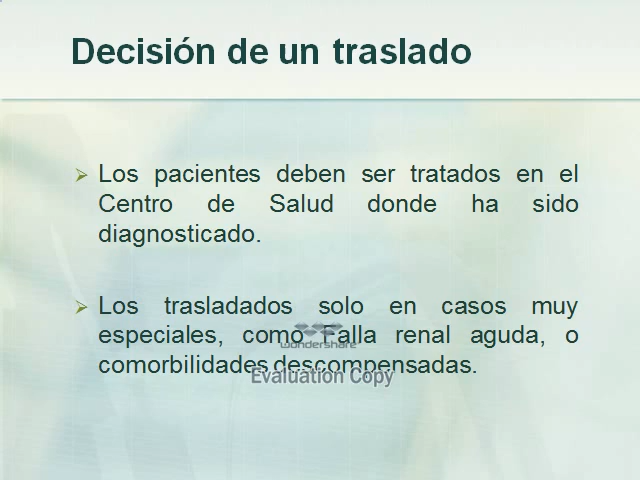 Decisión de un traslado
Los pacientes deben ser tratados en el
Centro de Salud donde ha sido
diagnosticado.
Los trasladados solo en casos muy
especiales, como Falla renal aguda, o
wondershare
comorbilidades descompensadas.
Evaluation Copy